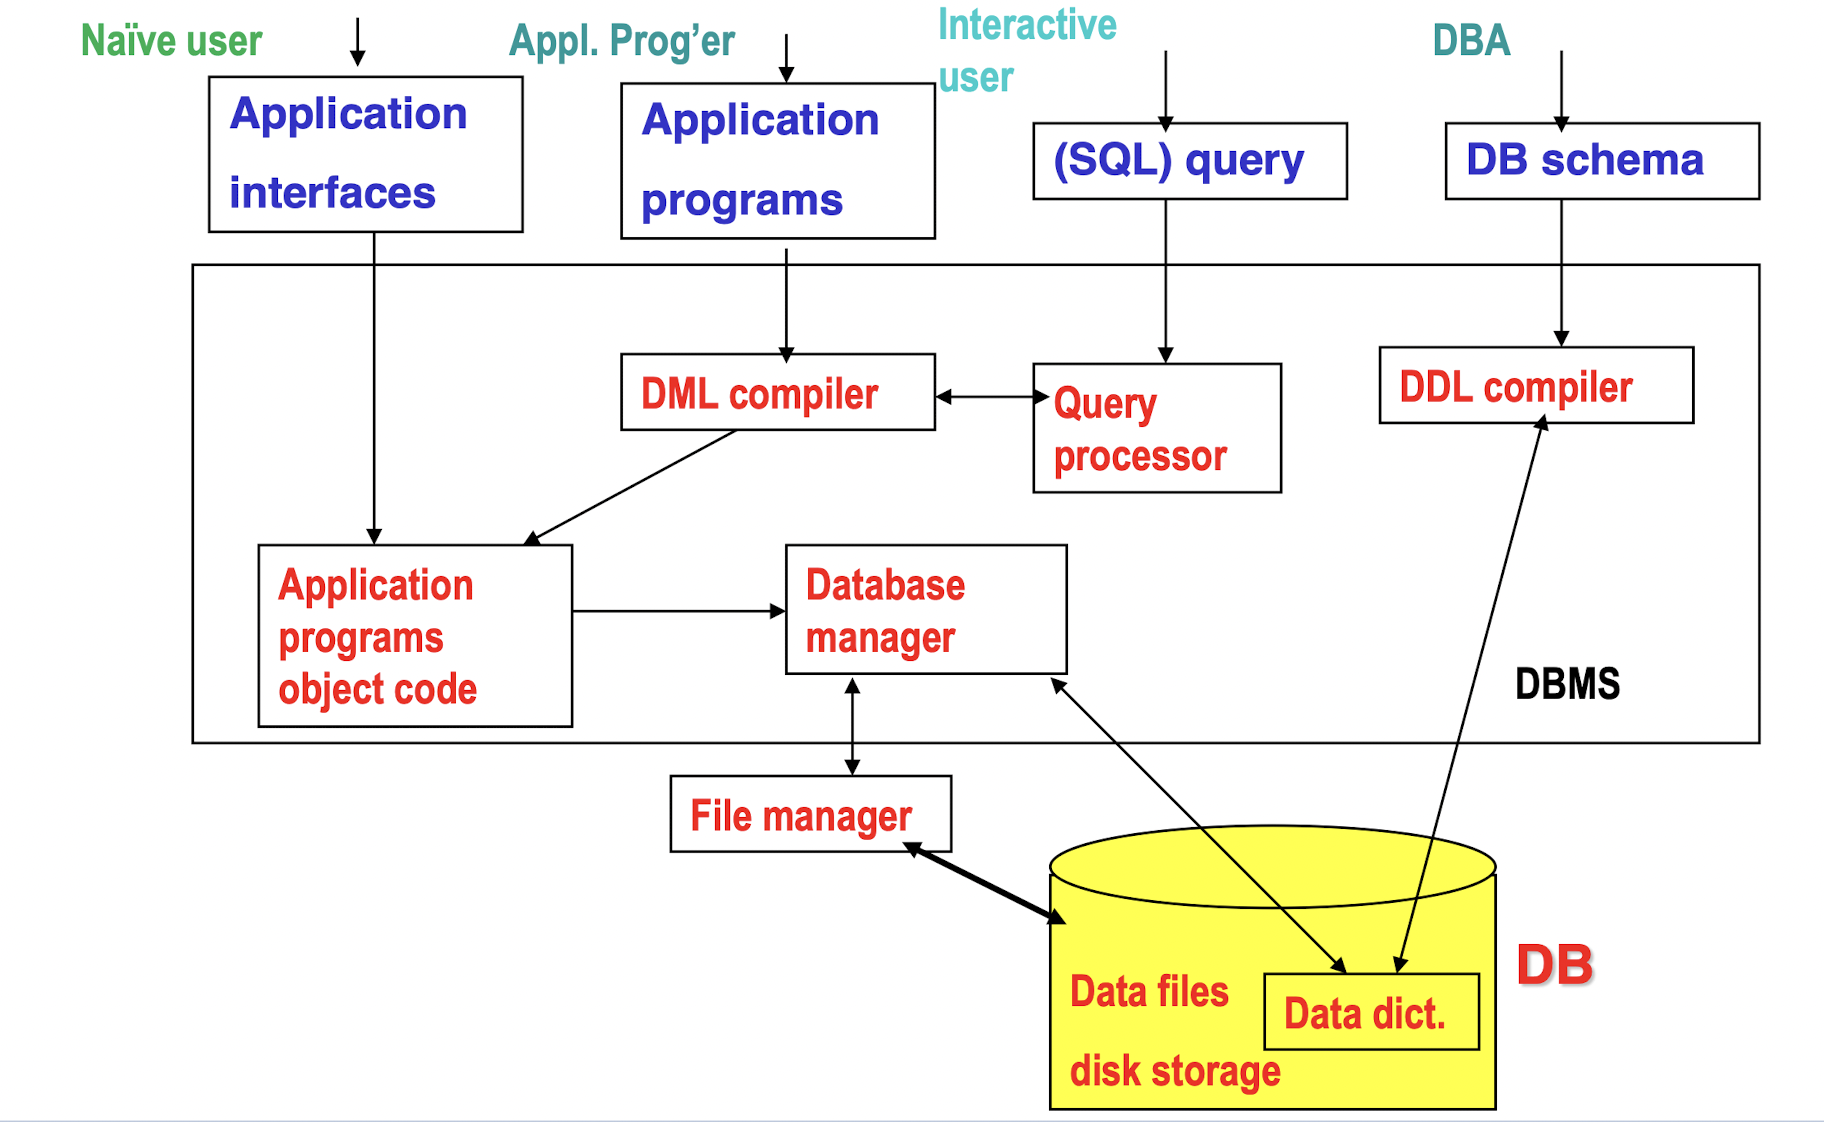 Naïve user
Appl. Prog’er
Interactive
user
DBA
Application
interfaces
Application
programs
(SQL) query
DB schema
DML compiler
Query
processor
DDL compiler
Application
programs
object code
Database
manager
DBMS
File manager
DB
Data files
disk storage
Data dict.